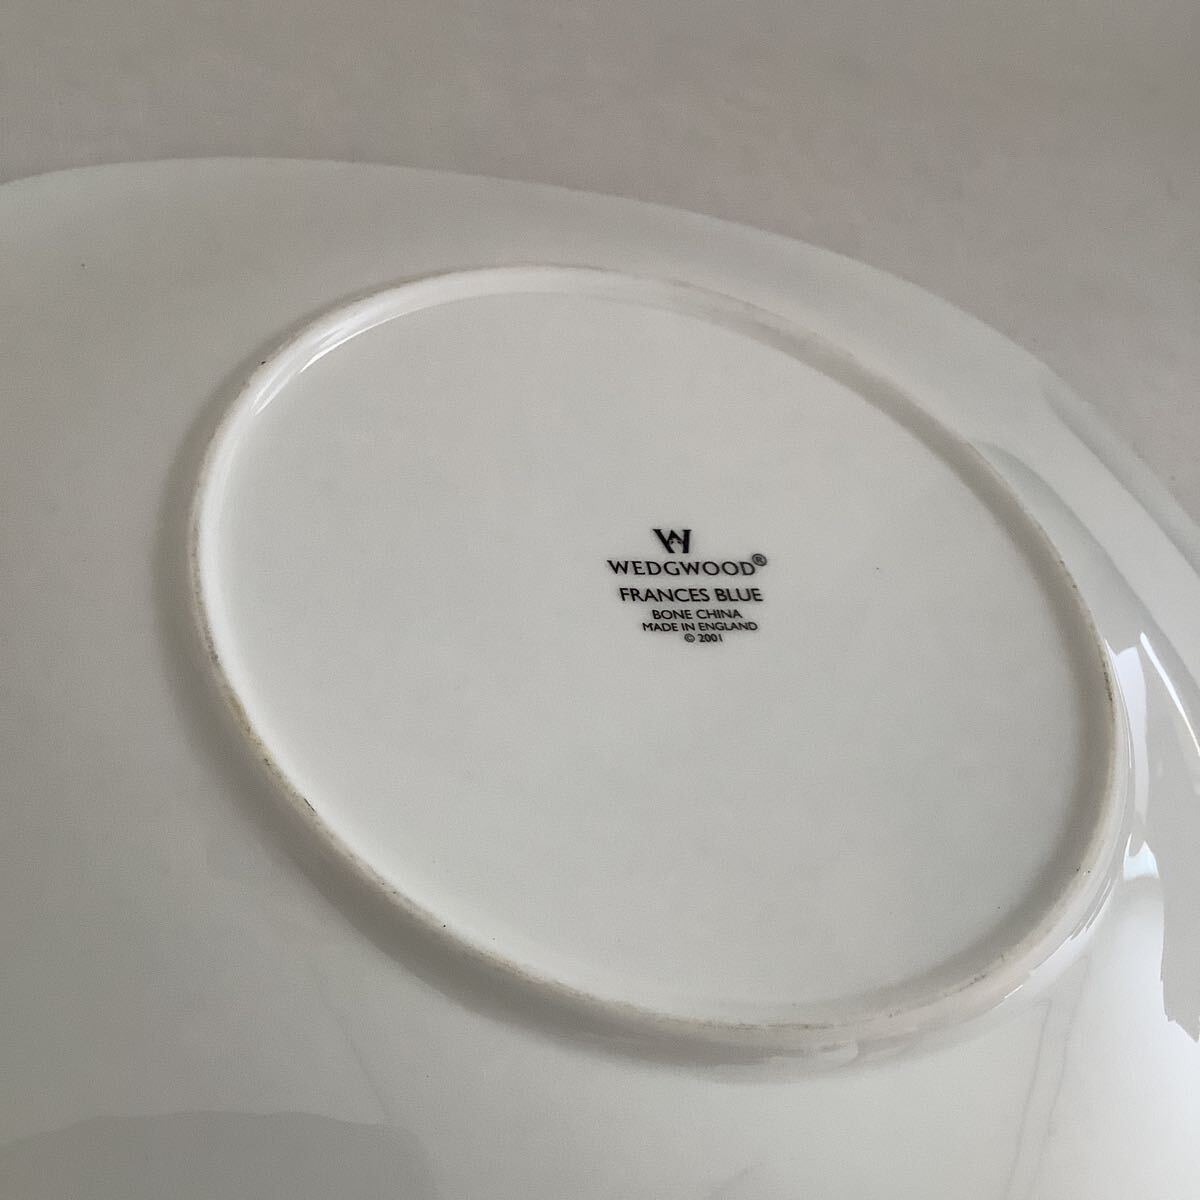 W
WEDGWOOD®
FRANCES BLUE
BONE CHINA
MADE IN ENGLAND
© 2001